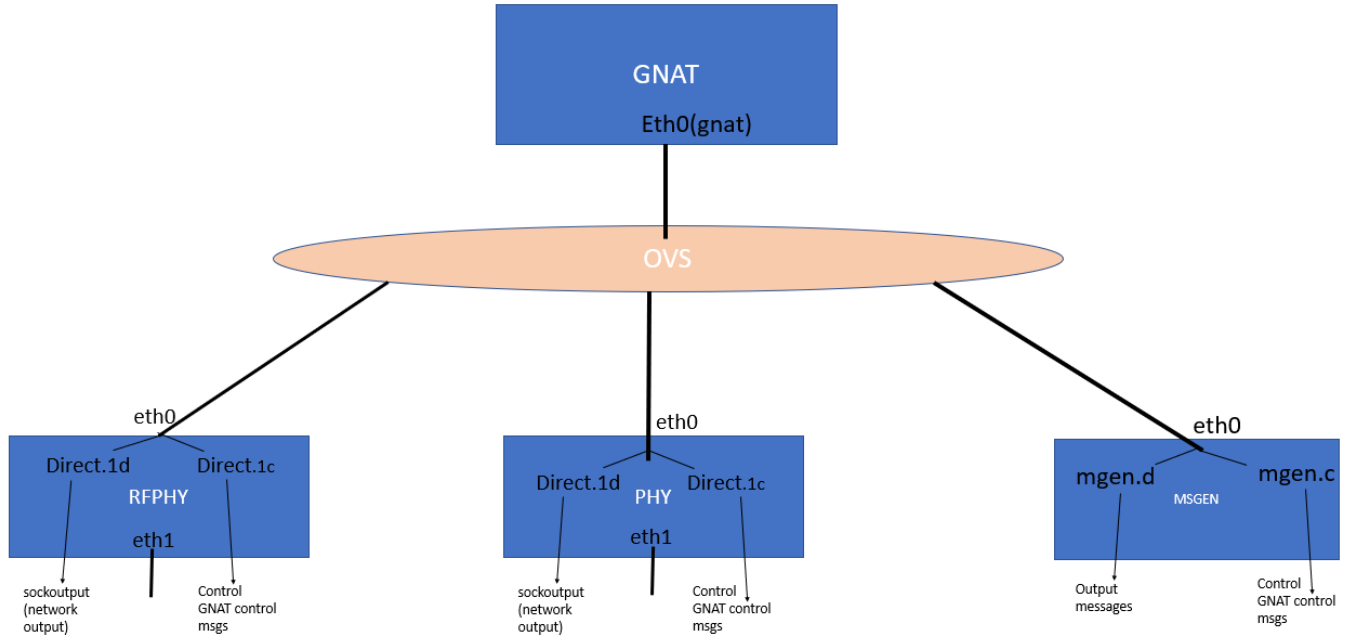 GNAT
Eth0(gnat)
OVS
eth0
Direct.1d
Direct.1c
RFPHY
eth1
sockoutput
(network
output)
Control
GNAT control
msgs
eth0
Direct.1d
Direct.1c
PHY
eth1
sockoutput
(network
output)
Control
GNAT control
msgs
eth0
mgen.d
mgen.c
MSGEN
Output
messages
Control
GNAT control
msgs